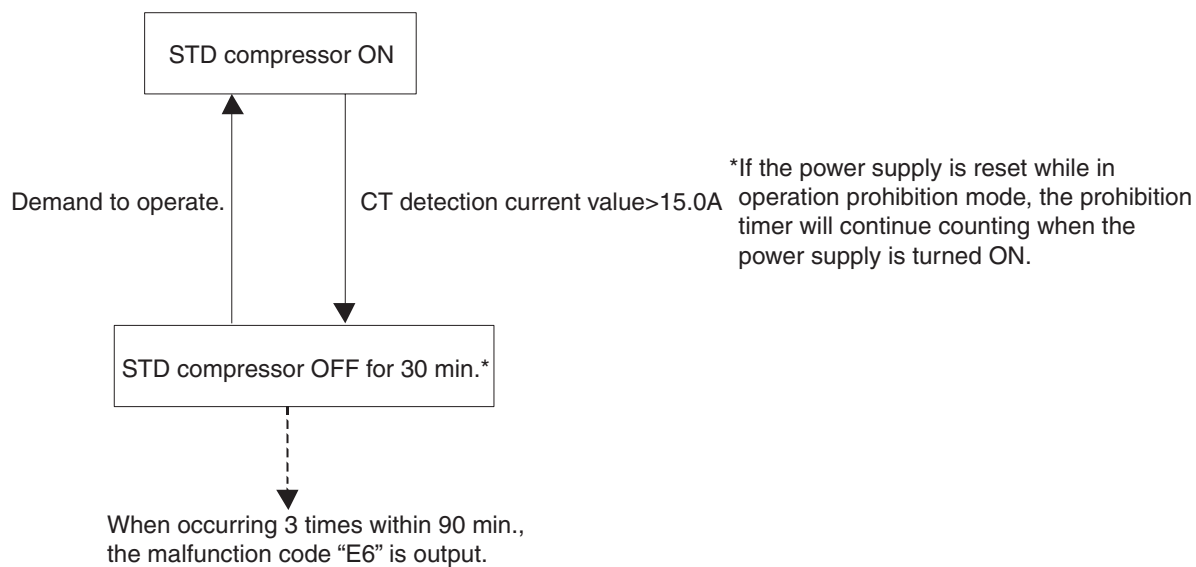 STD compressor ON
Demand to operate.
CT detection current value>15.0A
*If the power supply is reset while in
operation prohibition mode, the prohibition
timer will continue counting when the
power supply is turned ON.
STD compressor OFF for 30 min.*
When occurring 3 times within 90 min.,
the malfunction code “E6” is output.